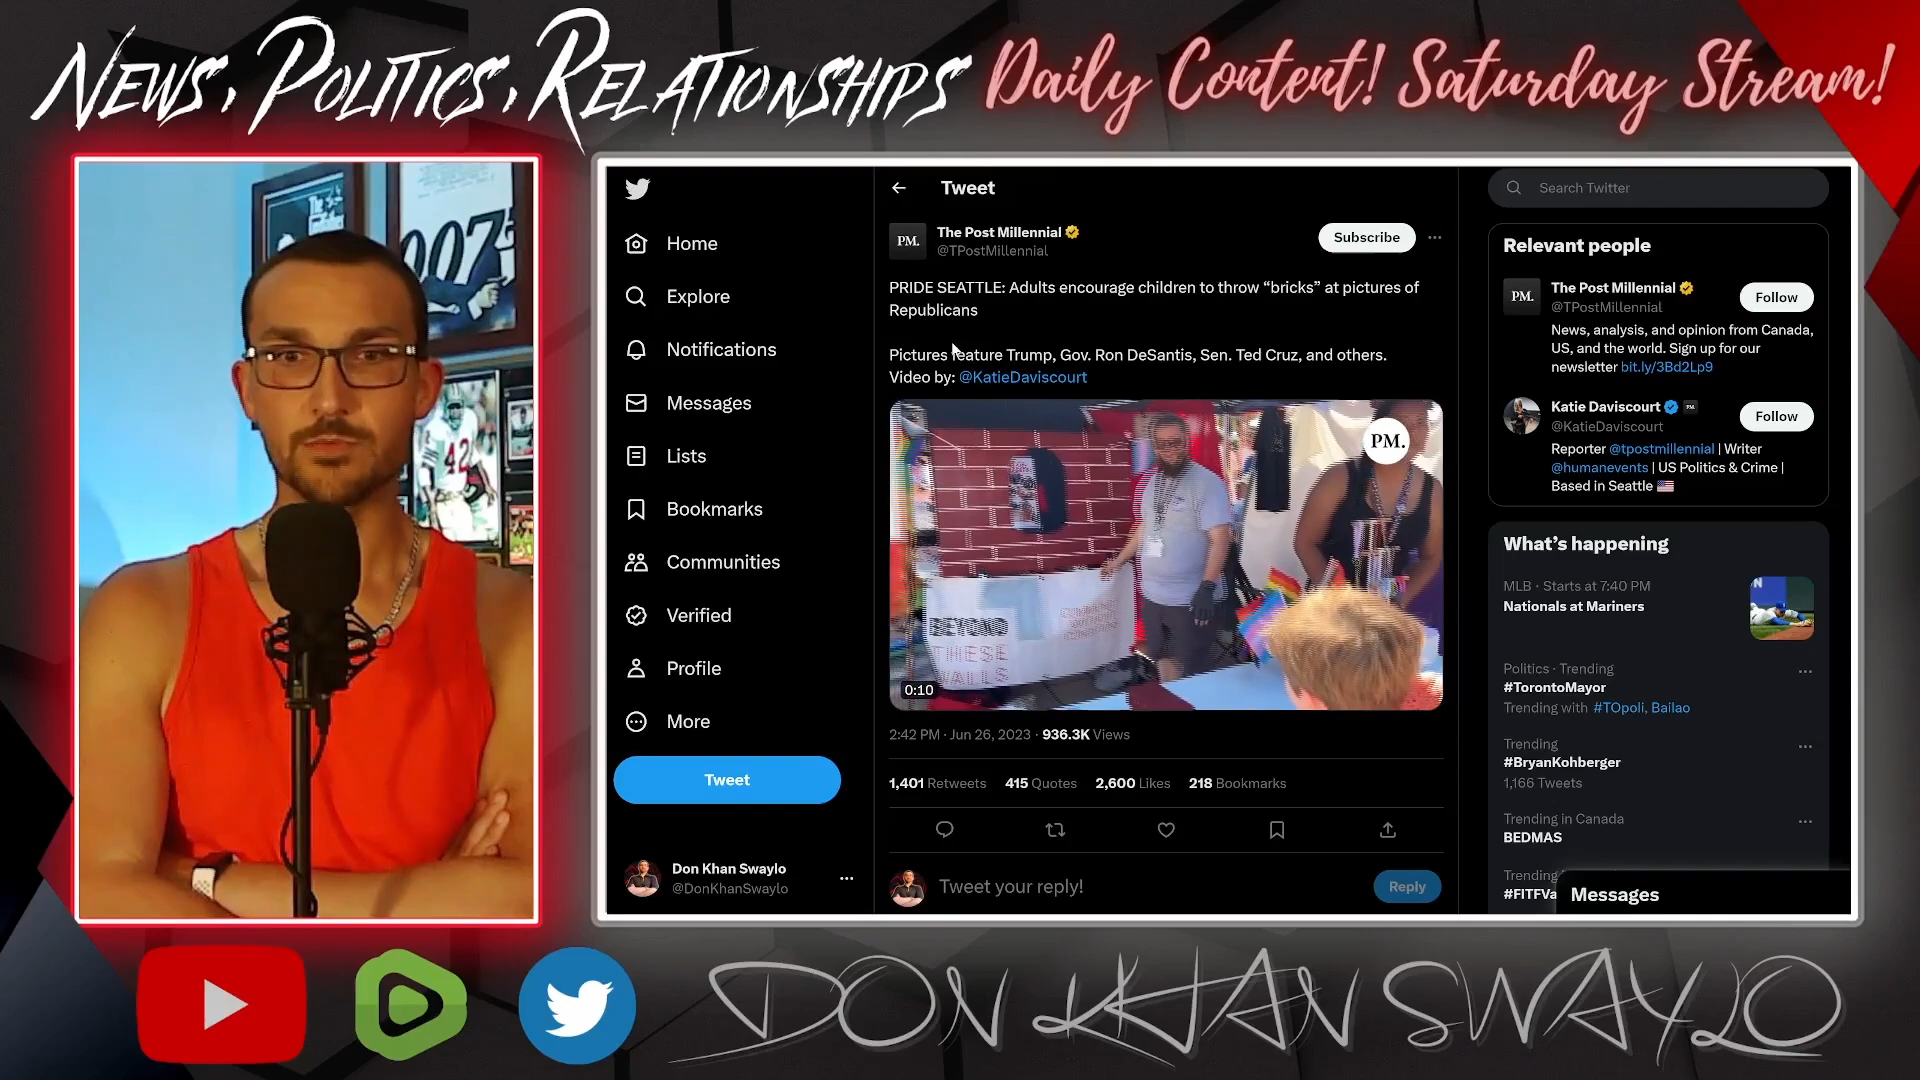 News, Politics, Relationships Daily Content! Saturday Stream!
The
007
42
Home
Explore
Notifications
Messages
Lists
Bookmarks
Communities
Verified
Profile
More
Tweet
Don Khan Swaylo
@DonKhanSwaylo
Tweet
PM.
The Post Millennial
@TPostMillennial
Subscribe
PRIDE SEATTLE: Adults encourage children to throw “bricks” at pictures of
Republicans
Pictures feature Trump, Gov. Ron DeSantis, Sen. Ted Cruz, and others.
Video by: @KatieDaviscourt
PM.
BEYOND
THESE
WALLS
0:10
2:42 PM · Jun 26, 2023 · 936.3K Views
1,401 Retweets 415 Quotes 2,600 Likes 218 Bookmarks
Tweet your reply!
Reply
Search Twitter
Relevant people
PM.
The Post Millennial
@TPostMillennial
Follow
News, analysis, and opinion from Canada,
US, and the world. Sign up for our
newsletter bit.ly/3Bd2Lp9
Katie Daviscourt PM.
@KatieDaviscourt
Follow
Reporter @tpostmillennial | Writer
@humanevents | US Politics & Crime |
Based in Seattle
What’s happening
MLB · Starts at 7:40 PM
Nationals at Mariners
Politics · Trending
#TorontoMayor
Trending with #TOpoli, Bailao
Trending
#BryanKohberger
1,166 Tweets
Trending in Canada
BEDMAS
Trending
#FITFVa
Messages
DON KHAN SWAYLO